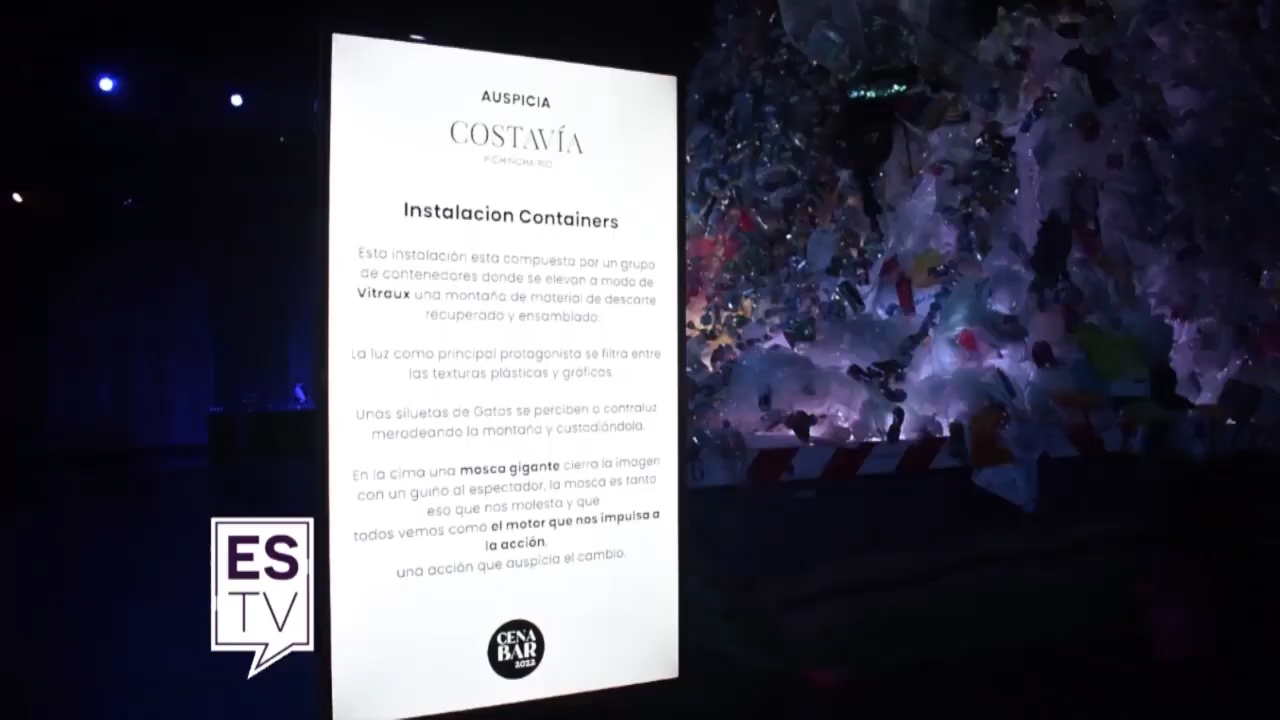 AUSPICIA
COSTAVÍA
PICHINCHA RIO
Instalacion Containers
Esta instalación esta compuesta por un grupo
de contenedores donde se elevan a modo de
Vitraux una montaña de material de descarte
recuperado y ensamblado.
La luz como principal protagonista se filtra entre
las texturas plásticas y gráficas.
Unas siluetas de Gatos se perciben a contraluz
merodeando la montaña y custodiándola.
En la cima una mosca gigante cierra la imagen
con un guiño al espectador, la mosca es tanto
eso que nos molesta y que
todos vemos como el motor que nos impulsa a
la acción,
una acción que auspicia el cambio.
CENA
BAR
2022
ES
TV